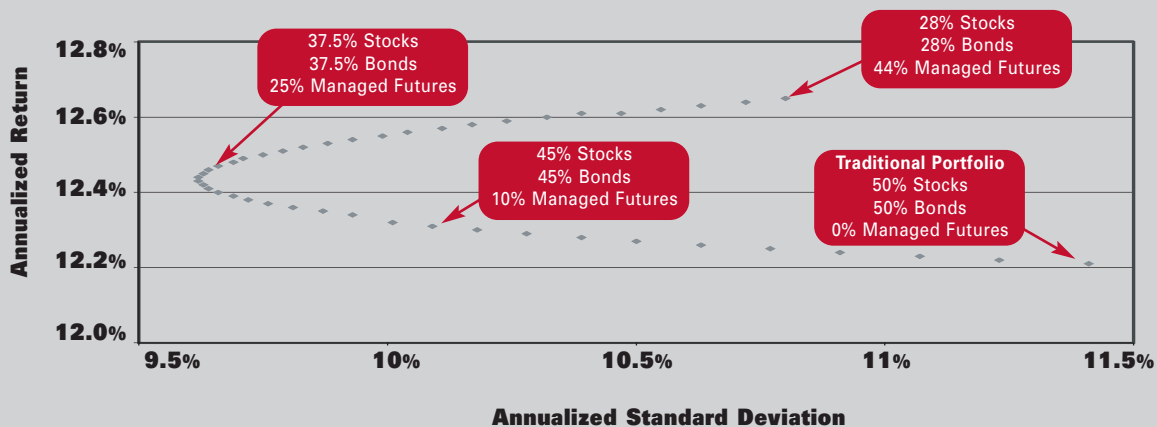 Annualized Return
12.8%
12.6%
12.4%
12.2%
12.0%
37.5% Stocks
37.5% Bonds
25% Managed Futures
28% Stocks
28% Bonds
44% Managed Futures
45% Stocks
45% Bonds
10% Managed Futures
Traditional Portfolio
50% Stocks
50% Bonds
0% Managed Futures
9.5%
10%
10.5%
11%
11.5%
Annualized Standard Deviation